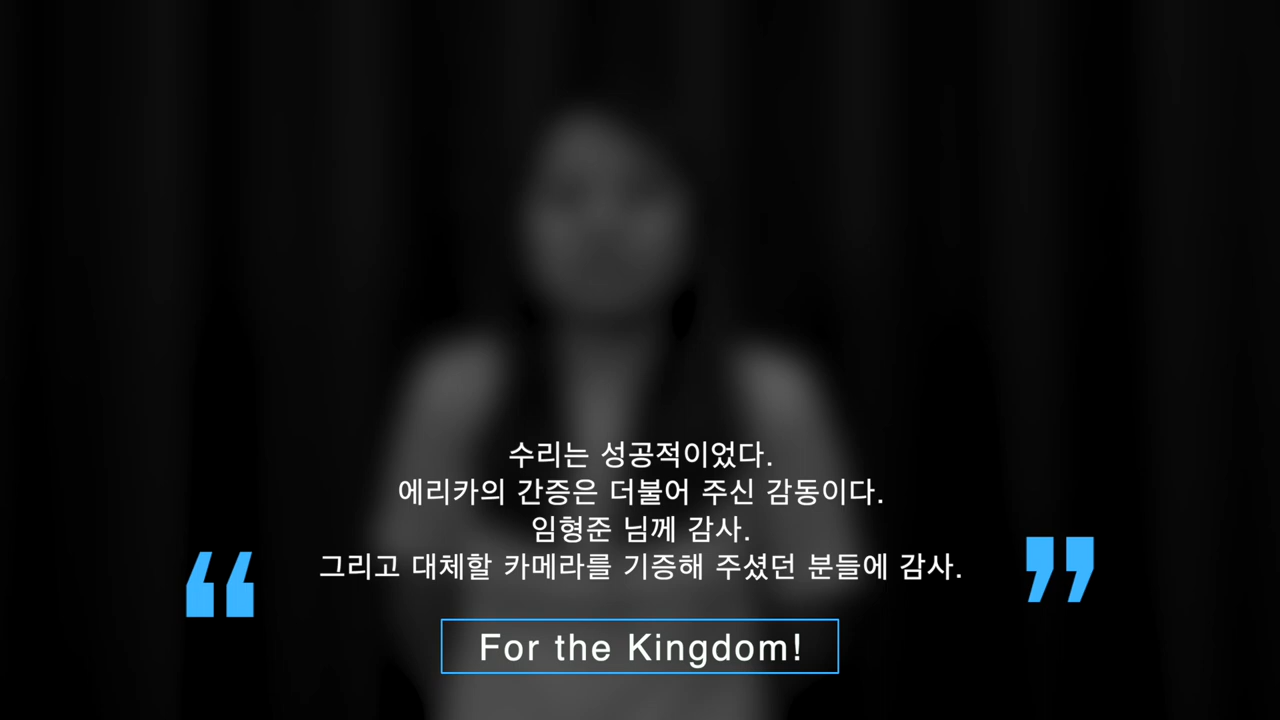 수리는 성공적이었다.
에리카의 간증은 더불어 주신 감동이다.
임형준 님께 감사.
그리고 대체할 카메라를 기증해 주셨던 분들에 감사.
“ ”
For the Kingdom!